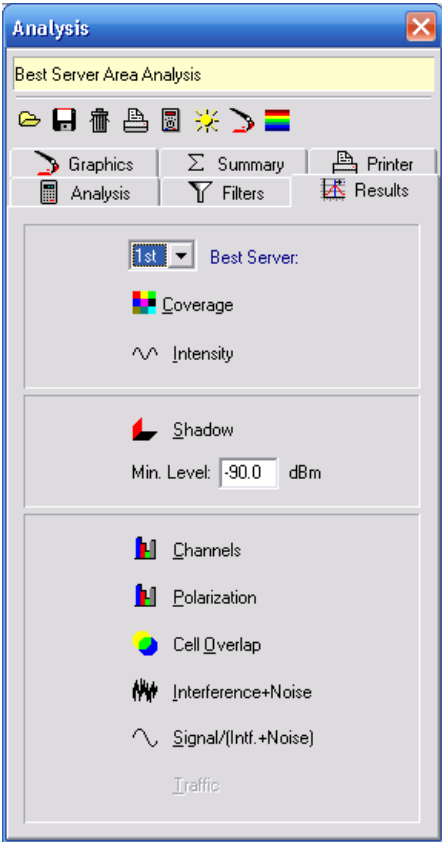 Analysis
Best Server Area Analysis
Graphics Σ Summary Printer
Analysis Filters Results
1st Best Server:
Coverage
Intensity
Shadow
Min. Level: -90.0 dBm
Channels
Polarization
Cell Overlap
Interference+Noise
Signal/(Intf.+Noise)
Traffic